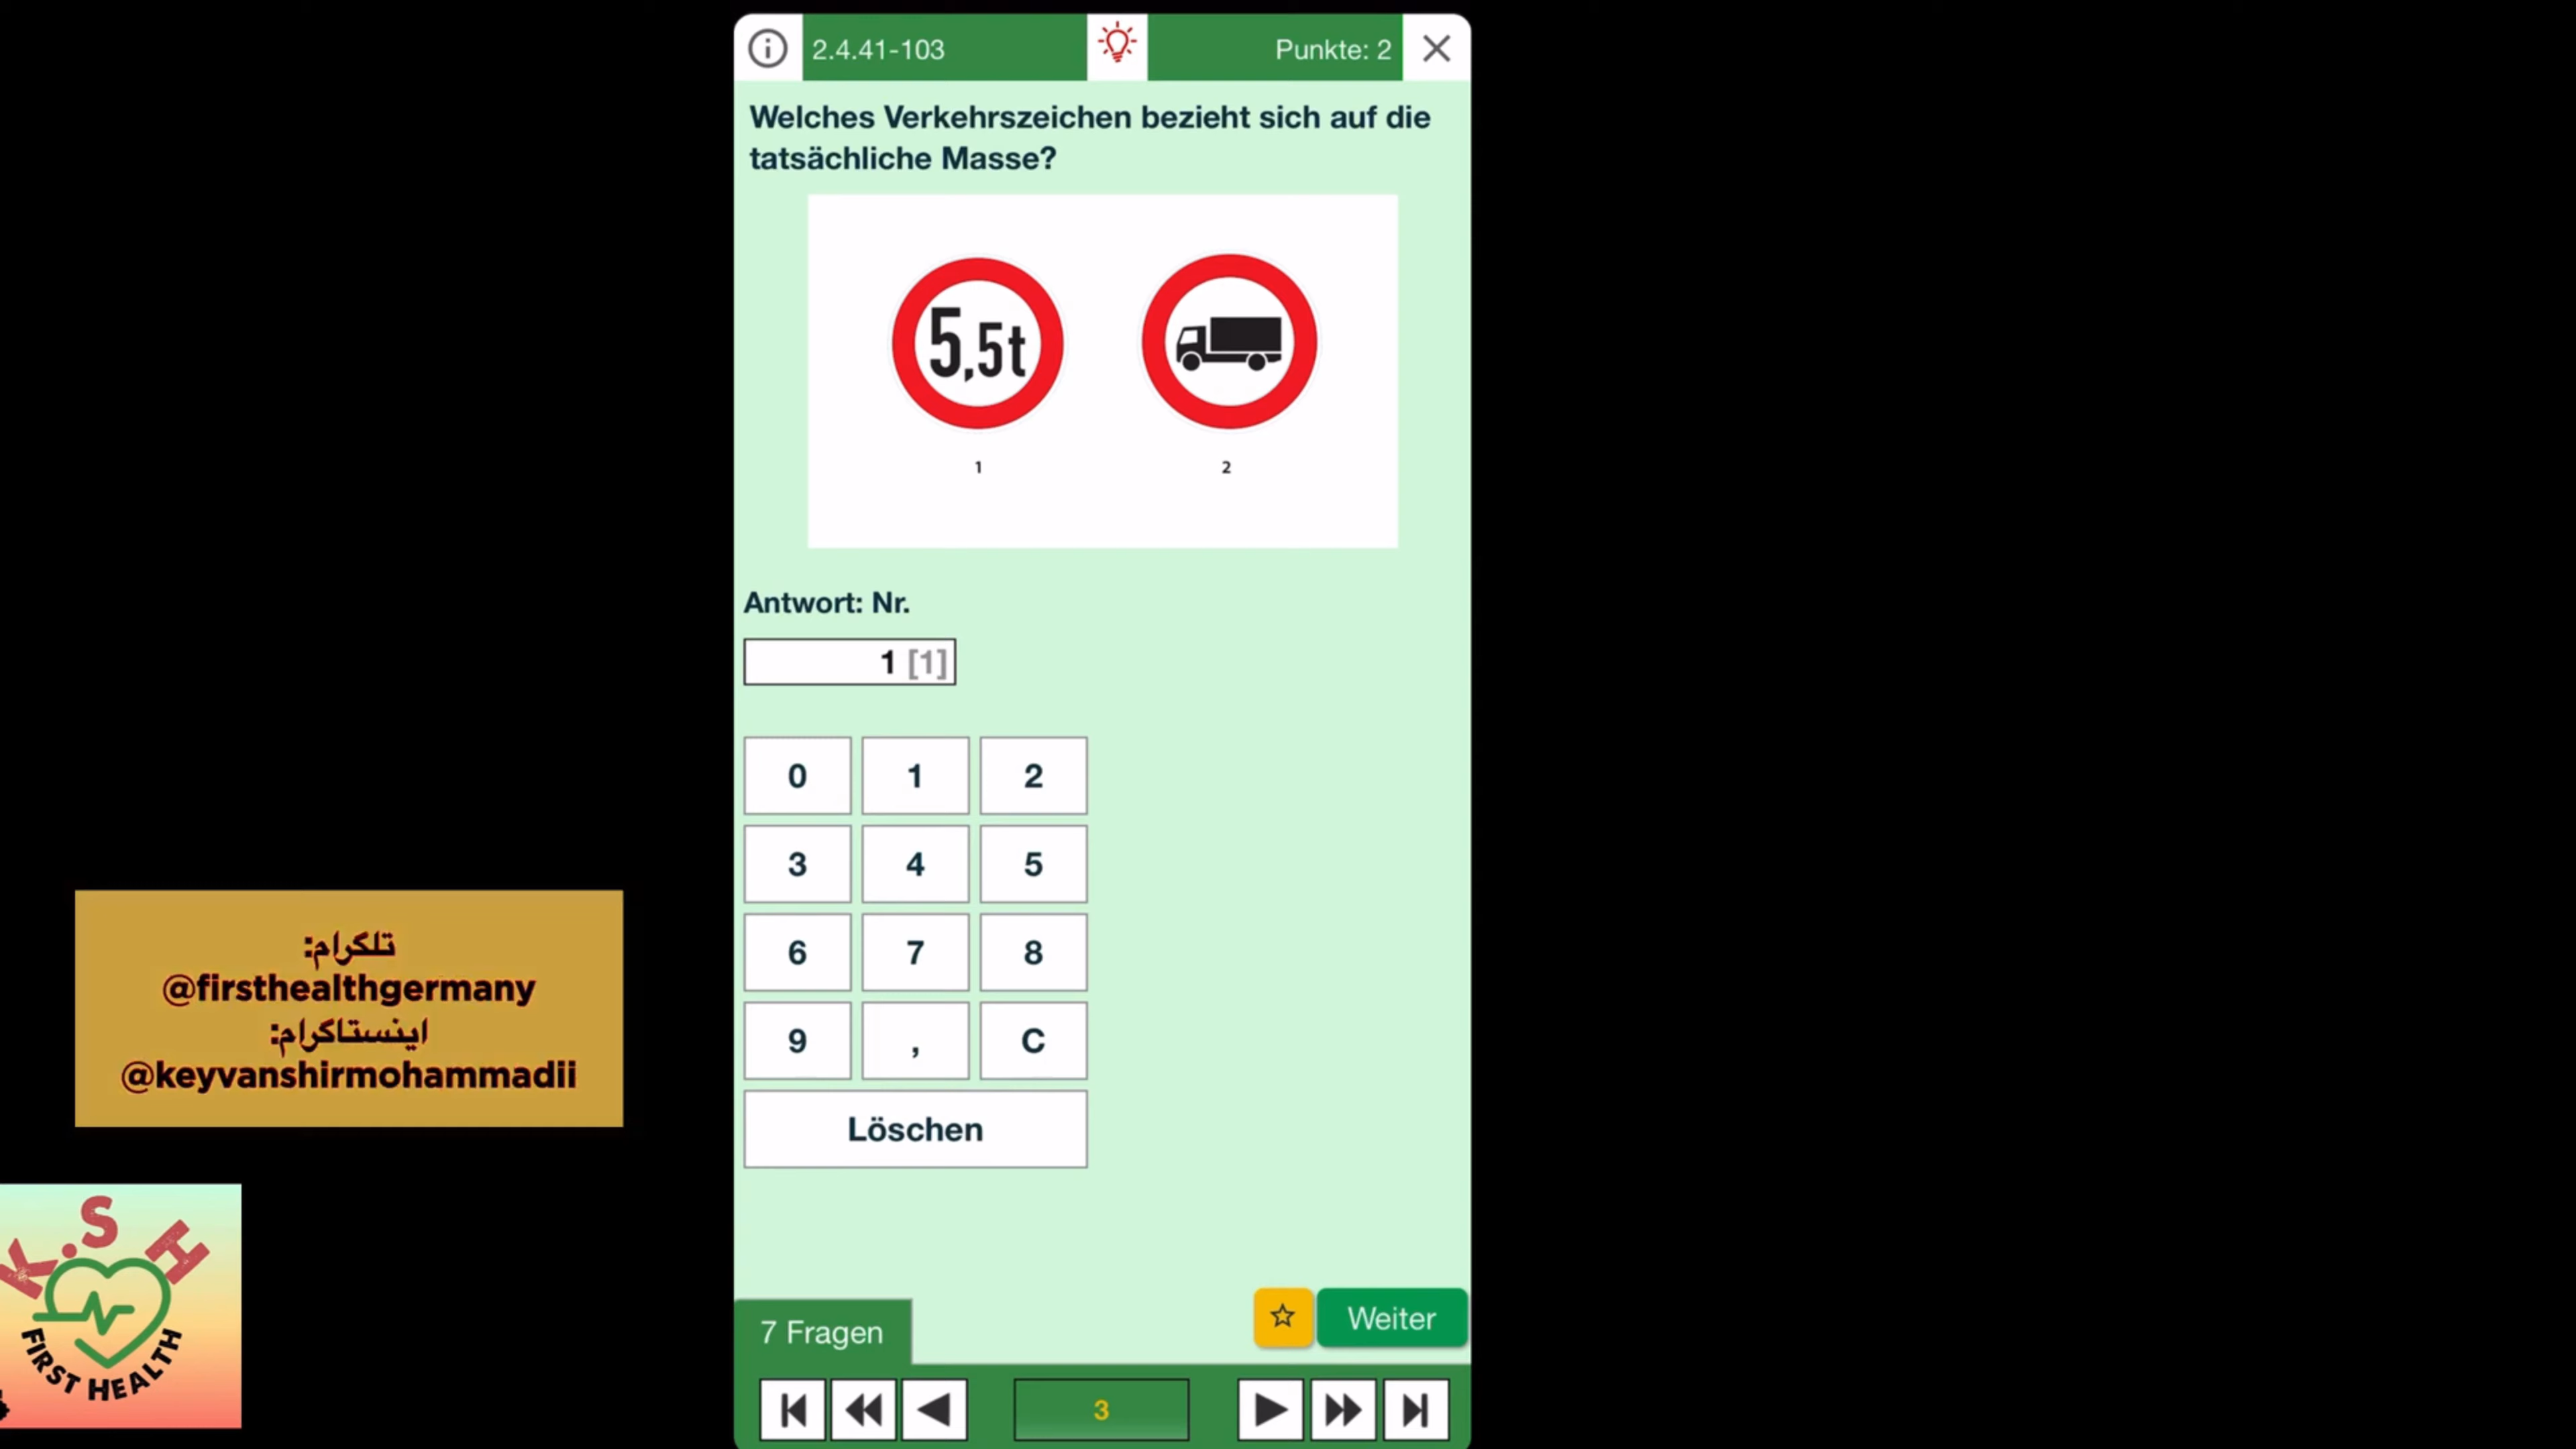 2.4.41-103
Punkte: 2
Welches Verkehrszeichen bezieht sich auf die
tatsächliche Masse?
5,5t
1
2
Antwort: Nr.
1 [1]
0 1 2
3 4 5
6 7 8
9 , C
Löschen
7 Fragen
Weiter
3
تلگرام:
@firsthealthgermany
اینستاگرام:
@keyvanshirmohammadii
K.S H
FIRST HEALTH